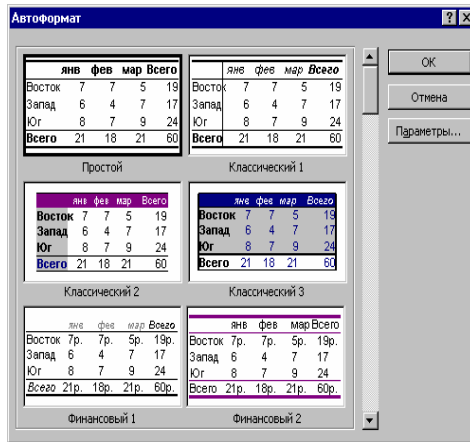 Автоформат
янв фев мар Всего
Восток 7 7 5 19
Запад 6 4 7 17
Юг 8 7 9 24
Всего 21 18 21 60
Простой
янв фев мар Всего
Восток 7 7 5 19
Запад 6 4 7 17
Юг 8 7 9 24
Всего 21 18 21 60
Классический 1
янв фев мар Всего
Восток 7 7 5 19
Запад 6 4 7 17
Юг 8 7 9 24
Всего 21 18 21 60
Классический 2
янв фев мар Всего
Восток 7 7 5 19
Запад 6 4 7 17
Юг 8 7 9 24
Всего 21 18 21 60
Классический 3
янв фев мар Всего
Восток 7р. 7р. 5р. 19р.
Запад 6 4 7 17
Юг 8 7 9 24
Всего 21р. 18р. 21р. 60р.
Финансовый 1
янв фев мар Всего
Восток 7р. 7р. 5р. 19р.
Запад 6 4 7 17
Юг 8 7 9 24
Всего 21р. 18р. 21р. 60р.
Финансовый 2
ОК
Отмена
Параметры...